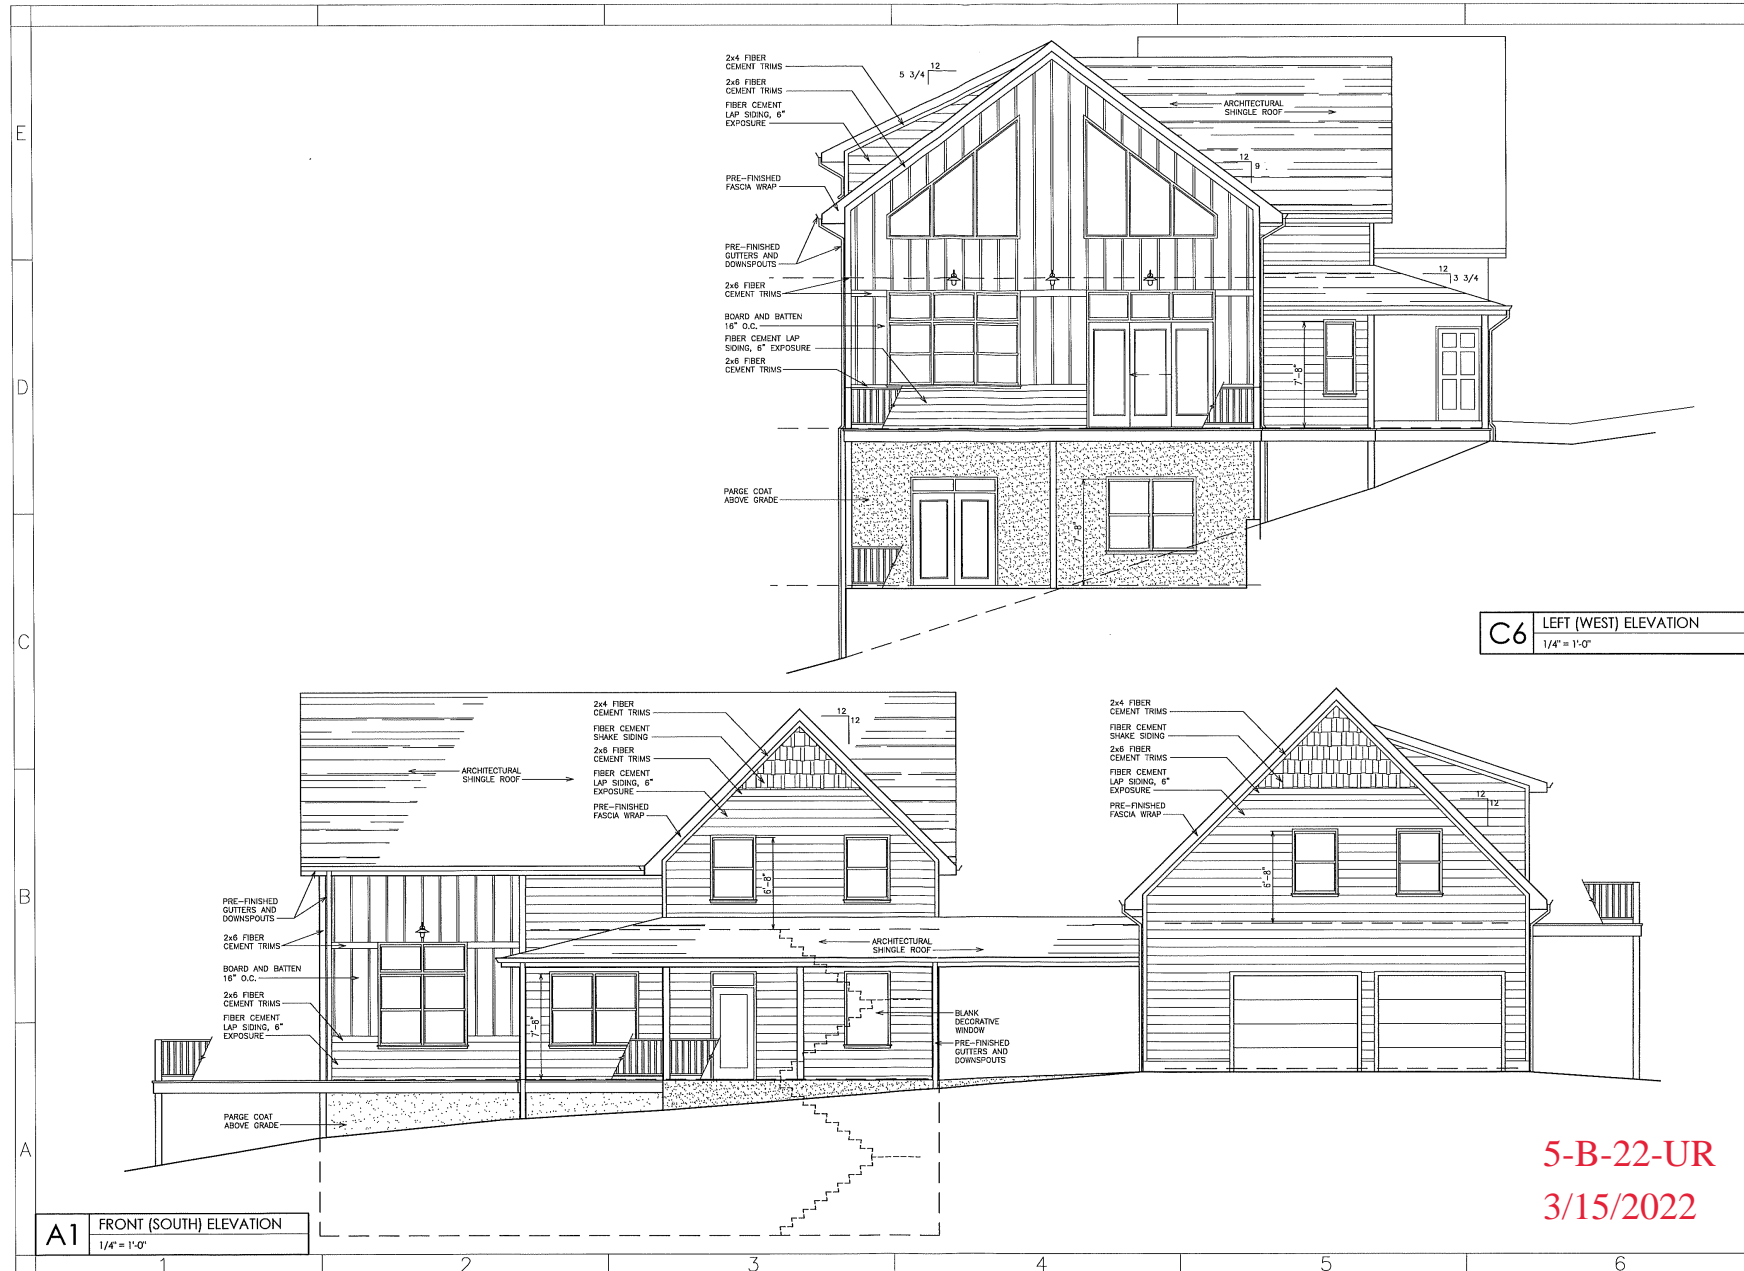 E
D
C
B
A
2x4 FIBER
CEMENT TRIMS
2x6 FIBER
CEMENT TRIMS
FIBER CEMENT
LAP SIDING, 6"
EXPOSURE
PRE-FINISHED
FASCIA WRAP
PRE-FINISHED
GUTTERS AND
DOWNSPOUTS
2x6 FIBER
CEMENT TRIMS
BOARD AND BATTEN
16" O.C.
FIBER CEMENT LAP
SIDING, 6" EXPOSURE
2x6 FIBER
CEMENT TRIMS
PARGE COAT
ABOVE GRADE
12
5 3/4
ARCHITECTURAL
SHINGLE ROOF
12
9
12
3 3/4
7'-8"
7'-8"
C6
LEFT (WEST) ELEVATION
1/4" = 1'-0"
2x4 FIBER
CEMENT TRIMS
FIBER CEMENT
SHAKE SIDING
2x6 FIBER
CEMENT TRIMS
FIBER CEMENT
LAP SIDING, 6"
EXPOSURE
PRE-FINISHED
FASCIA WRAP
12
12
ARCHITECTURAL
SHINGLE ROOF
2x4 FIBER
CEMENT TRIMS
FIBER CEMENT
SHAKE SIDING
2x6 FIBER
CEMENT TRIMS
FIBER CEMENT
LAP SIDING, 6"
EXPOSURE
PRE-FINISHED
FASCIA WRAP
12
12
6'-8"
6'-8"
PRE-FINISHED
GUTTERS AND
DOWNSPOUTS
2x6 FIBER
CEMENT TRIMS
BOARD AND BATTEN
16" O.C.
2x6 FIBER
CEMENT TRIMS
FIBER CEMENT
LAP SIDING, 6"
EXPOSURE
PARGE COAT
ABOVE GRADE
ARCHITECTURAL
SHINGLE ROOF
7'-8"
BLANK
DECORATIVE
WINDOW
PRE-FINISHED
GUTTERS AND
DOWNSPOUTS
5-B-22-UR
3/15/2022
A1
FRONT (SOUTH) ELEVATION
1/4" = 1'-0"
1
2
3
4
5
6